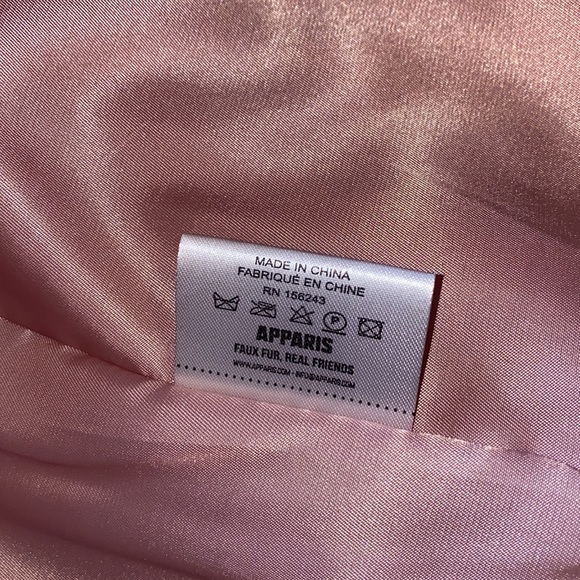 MADE IN CHINA
FABRIQUÉ EN CHINE
RN 156243
P
APPARIS
FAUX FUR, REAL FRIENDS
WWW.APPARIS.COM - INFO@APPARIS.COM